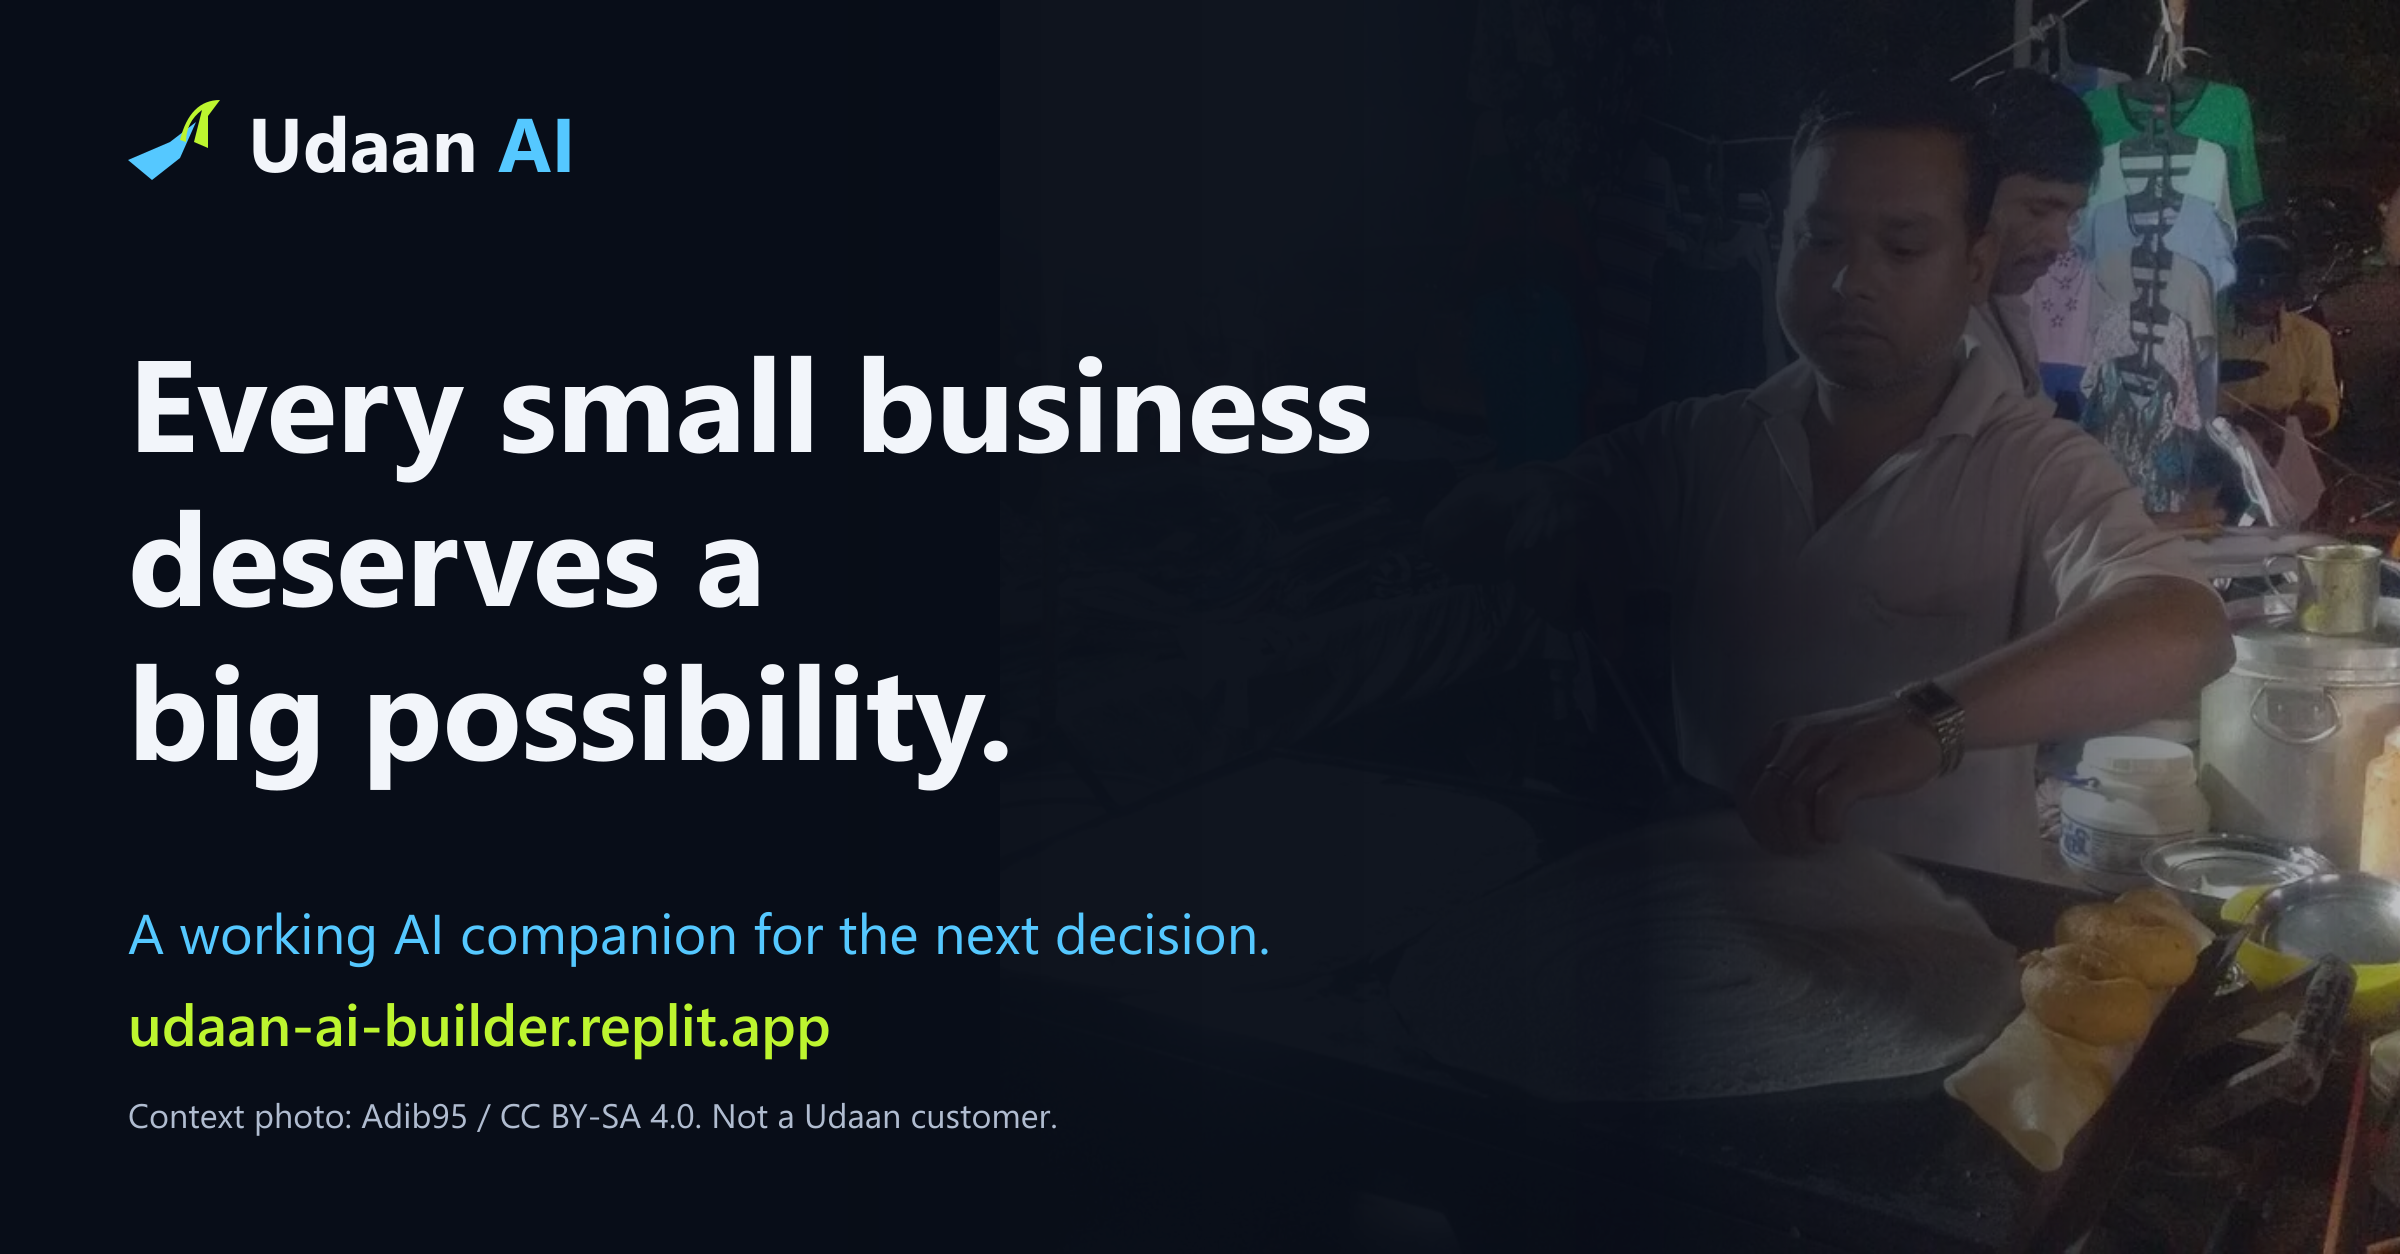 Udaan AI
Every small business
deserves a
big possibility.
A working AI companion for the next decision.
udaan-ai-builder.replit.app
Context photo: Adib95 / CC BY-SA 4.0. Not a Udaan customer.